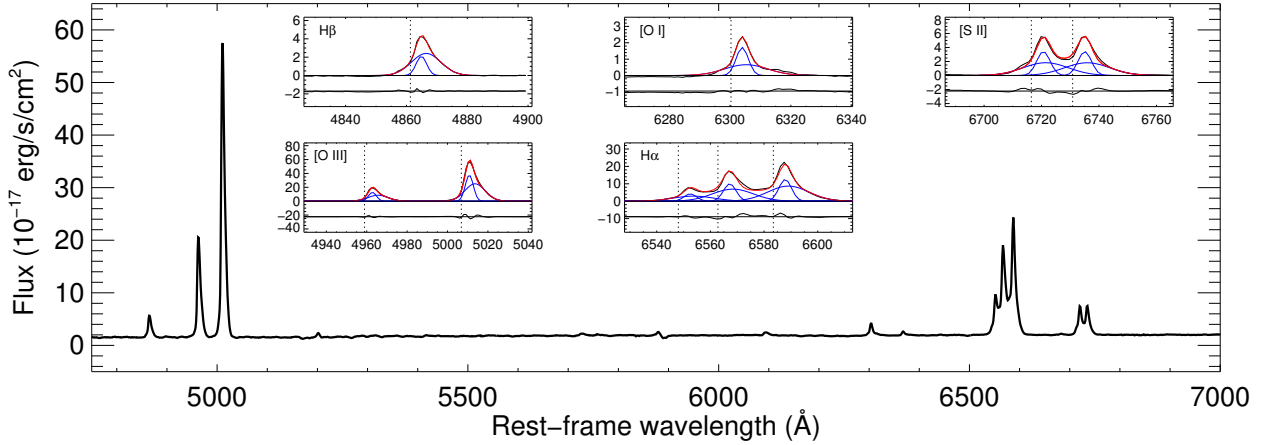 Flux (10⁻¹⁷ erg/s/cm²)
60
50
40
30
20
10
0
Hβ
6
4
2
0
−2
4840 4860 4880 4900
[O I]
3
2
1
0
−1
6280 6300 6320 6340
[S II]
8
6
4
2
0
−2
−4
6700 6720 6740 6760
[O III]
80
60
40
20
0
−20
−40
4940 4960 4980 5000 5020 5040
Hα
30
20
10
0
−10
6540 6560 6580 6600
5000 5500 6000 6500 7000
Rest−frame wavelength (Å)